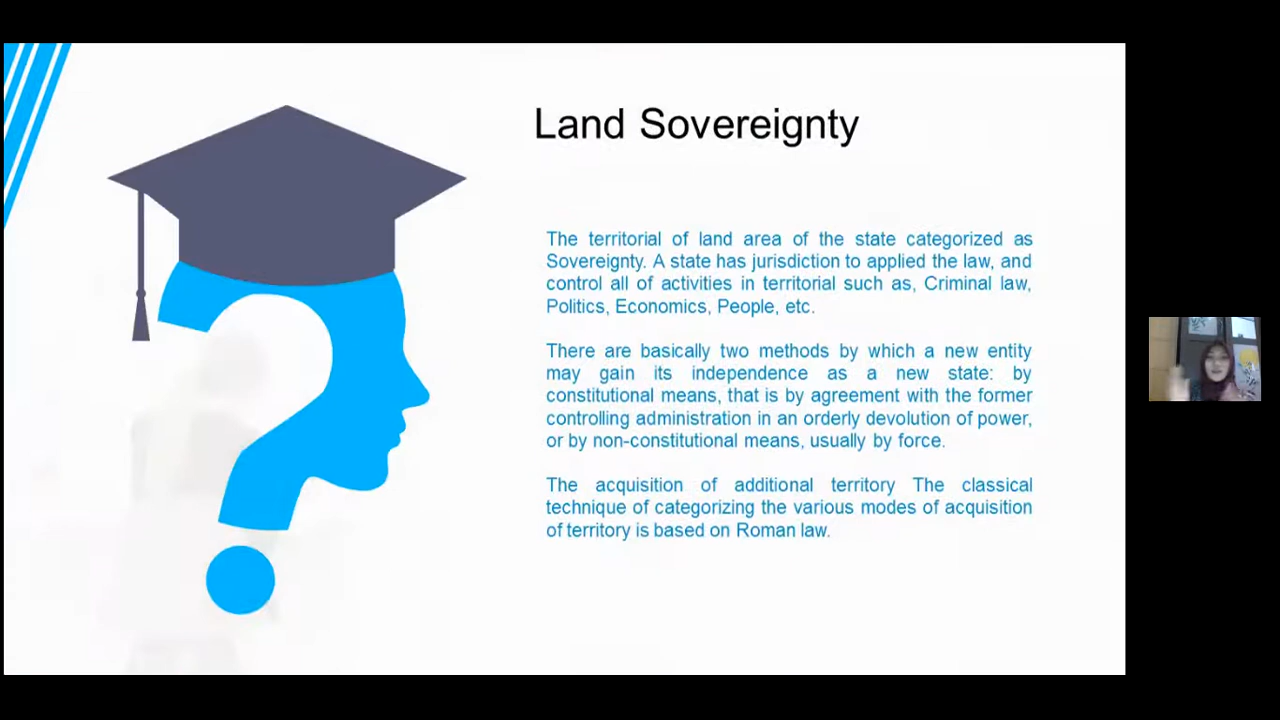 Land Sovereignty
The territorial of land area of the state categorized as
Sovereignty. A state has jurisdiction to applied the law, and
control all of activities in territorial such as, Criminal law,
Politics, Economics, People, etc.
There are basically two methods by which a new entity
may gain its independence as a new state: by
constitutional means, that is by agreement with the former
controlling administration in an orderly devolution of power,
or by non-constitutional means, usually by force.
The acquisition of additional territory The classical
technique of categorizing the various modes of acquisition
of territory is based on Roman law.